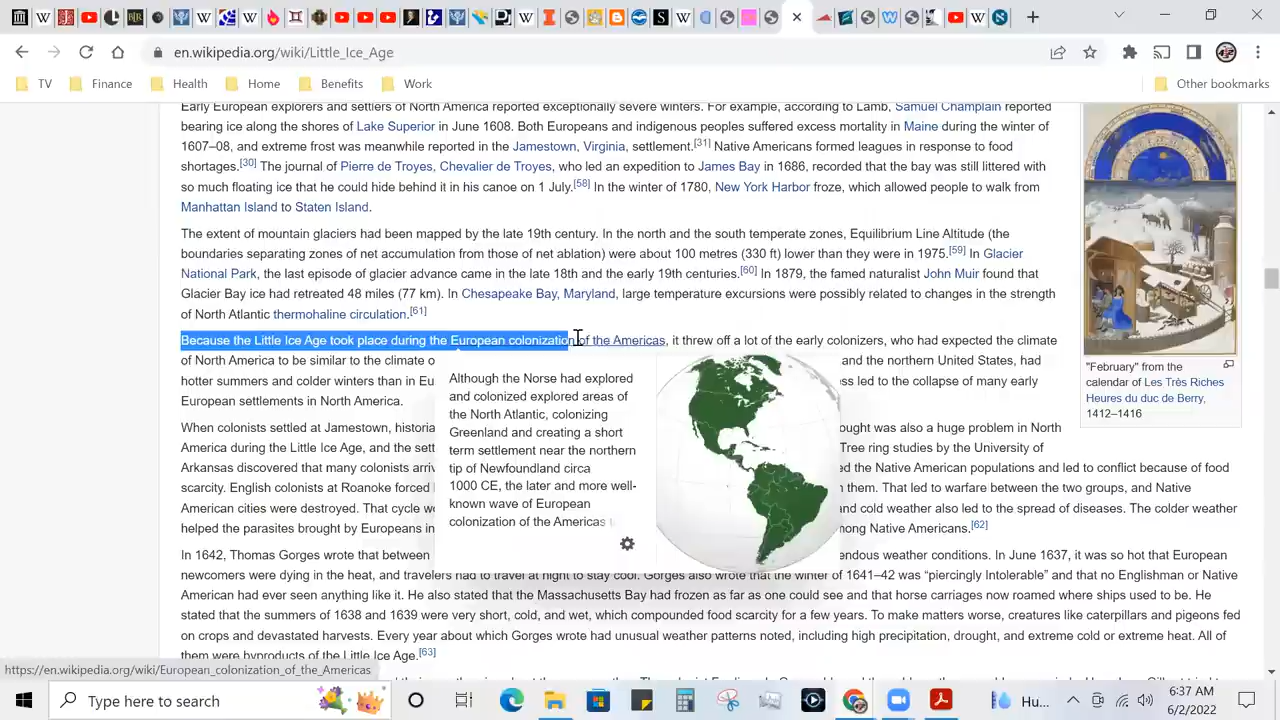 en.wikipedia.org/wiki/Little_Ice_Age
TV
Finance
Health
Home
Benefits
Work
Other bookmarks
Early European explorers and settlers of North America reported exceptionally severe winters. For example, according to Lamb, Samuel Champlain reported
bearing ice along the shores of Lake Superior in June 1608. Both Europeans and indigenous peoples suffered excess mortality in Maine during the winter of
1607–08, and extreme frost was meanwhile reported in the Jamestown, Virginia, settlement.[31] Native Americans formed leagues in response to food
shortages.[30] The journal of Pierre de Troyes, Chevalier de Troyes, who led an expedition to James Bay in 1686, recorded that the bay was still littered with
so much floating ice that he could hide behind it in his canoe on 1 July.[58] In the winter of 1780, New York Harbor froze, which allowed people to walk from
Manhattan Island to Staten Island.
The extent of mountain glaciers had been mapped by the late 19th century. In the north and the south temperate zones, Equilibrium Line Altitude (the
boundaries separating zones of net accumulation from those of net ablation) were about 100 metres (330 ft) lower than they were in 1975.[59] In Glacier
National Park, the last episode of glacier advance came in the late 18th and the early 19th centuries.[60] In 1879, the famed naturalist John Muir found that
Glacier Bay ice had retreated 48 miles (77 km). In Chesapeake Bay, Maryland, large temperature excursions were possibly related to changes in the strength
of North Atlantic thermohaline circulation.[61]
Because the Little Ice Age took place during the European colonization of the Americas, it threw off a lot of the early colonizers, who had expected the climate
of North America to be similar to the climate o
and the northern United States, had
hotter summers and colder winters than in Eu
ss led to the collapse of many early
European settlements in North America.
When colonists settled at Jamestown, historia
ought was also a huge problem in North
America during the Little Ice Age, and the sett
Tree ring studies by the University of
Arkansas discovered that many colonists arriv
ed the Native American populations and led to conflict because of food
scarcity. English colonists at Roanoke forced
them. That led to warfare between the two groups, and Native
American cities were destroyed. That cycle wo
and cold weather also led to the spread of diseases. The colder weather
helped the parasites brought by Europeans in
mong Native Americans.[62]
In 1642, Thomas Gorges wrote that between
endous weather conditions. In June 1637, it was so hot that European
newcomers were dying in the heat, and travelers had to travel at night to stay cool. Gorges also wrote that the winter of 1641–42 was “piercingly Intolerable” and that no Englishman or Native
American had ever seen anything like it. He also stated that the Massachusetts Bay had frozen as far as one could see and that horse carriages now roamed where ships used to be. He
stated that the summers of 1638 and 1639 were very short, cold, and wet, which compounded food scarcity for a few years. To make matters worse, creatures like caterpillars and pigeons fed
on crops and devastated harvests. Every year about which Gorges wrote had unusual weather patterns noted, including high precipitation, drought, and extreme cold or extreme heat. All of
them were byproducts of the Little Ice Age.[63]
Although the Norse had explored
and colonized explored areas of
the North Atlantic, colonizing
Greenland and creating a short
term settlement near the northern
tip of Newfoundland circa
1000 CE, the later and more well-
known wave of European
colonization of the Americas
"February" from the
calendar of Les Très Riches
Heures du duc de Berry,
1412–1416
https://en.wikipedia.org/wiki/European_colonization_of_the_Americas
Type here to search
Hu...
6:37 AM
6/2/2022